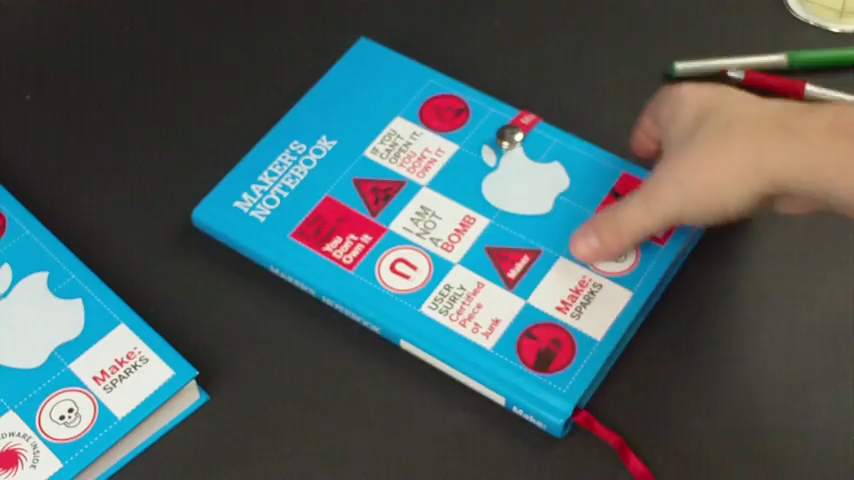 MAKER'S
NOTEBOOK
IF YOU
CAN'T
OPEN IT,
YOU
DON'T
OWN IT
You
Don't
Own It
I AM
NOT
A
BOMB
Maker
USER
SURLY
Certified
Piece
of
Junk
Make:
SPARKS
MAKER'S NOTEBOOK
Make:
Make:
SPARKS